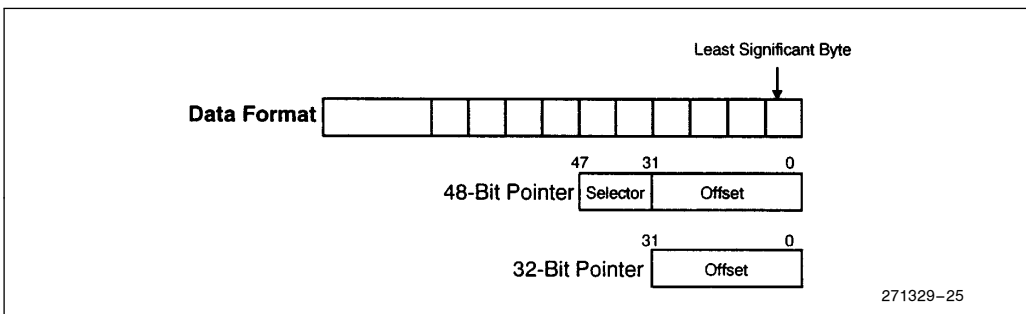 Least Significant Byte
Data Format
47 31 0
48-Bit Pointer Selector Offset
31 0
32-Bit Pointer Offset
271329–25